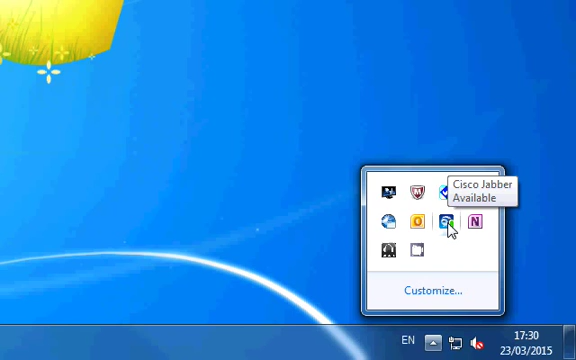 Cisco Jabber
Available
N
Customize...
EN
17:30
23/03/2015